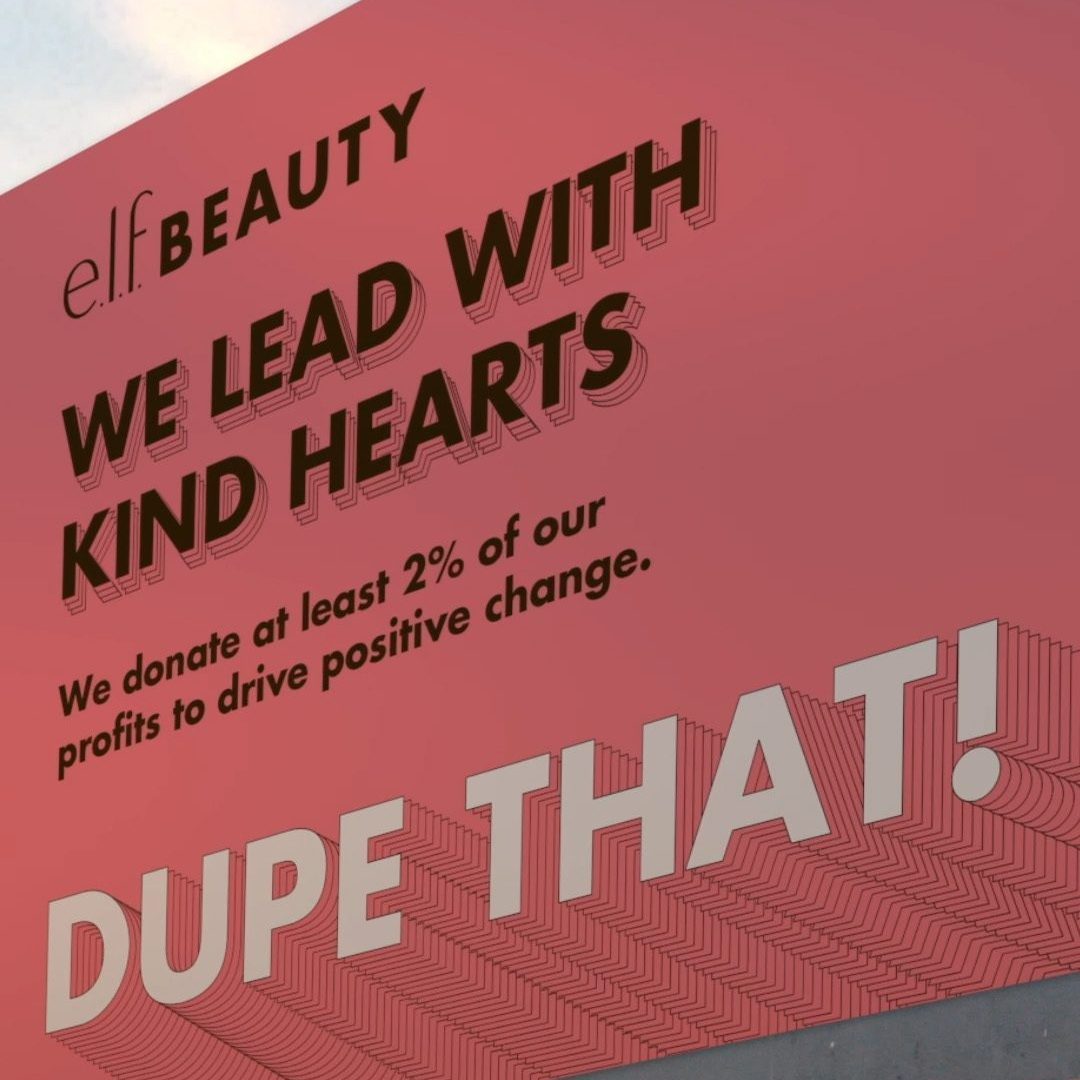 e.l.f. BEAUTY
WE LEAD WITH
KIND HEARTS
We donate at least 2% of our
profits to drive positive change.
DUPE THAT!